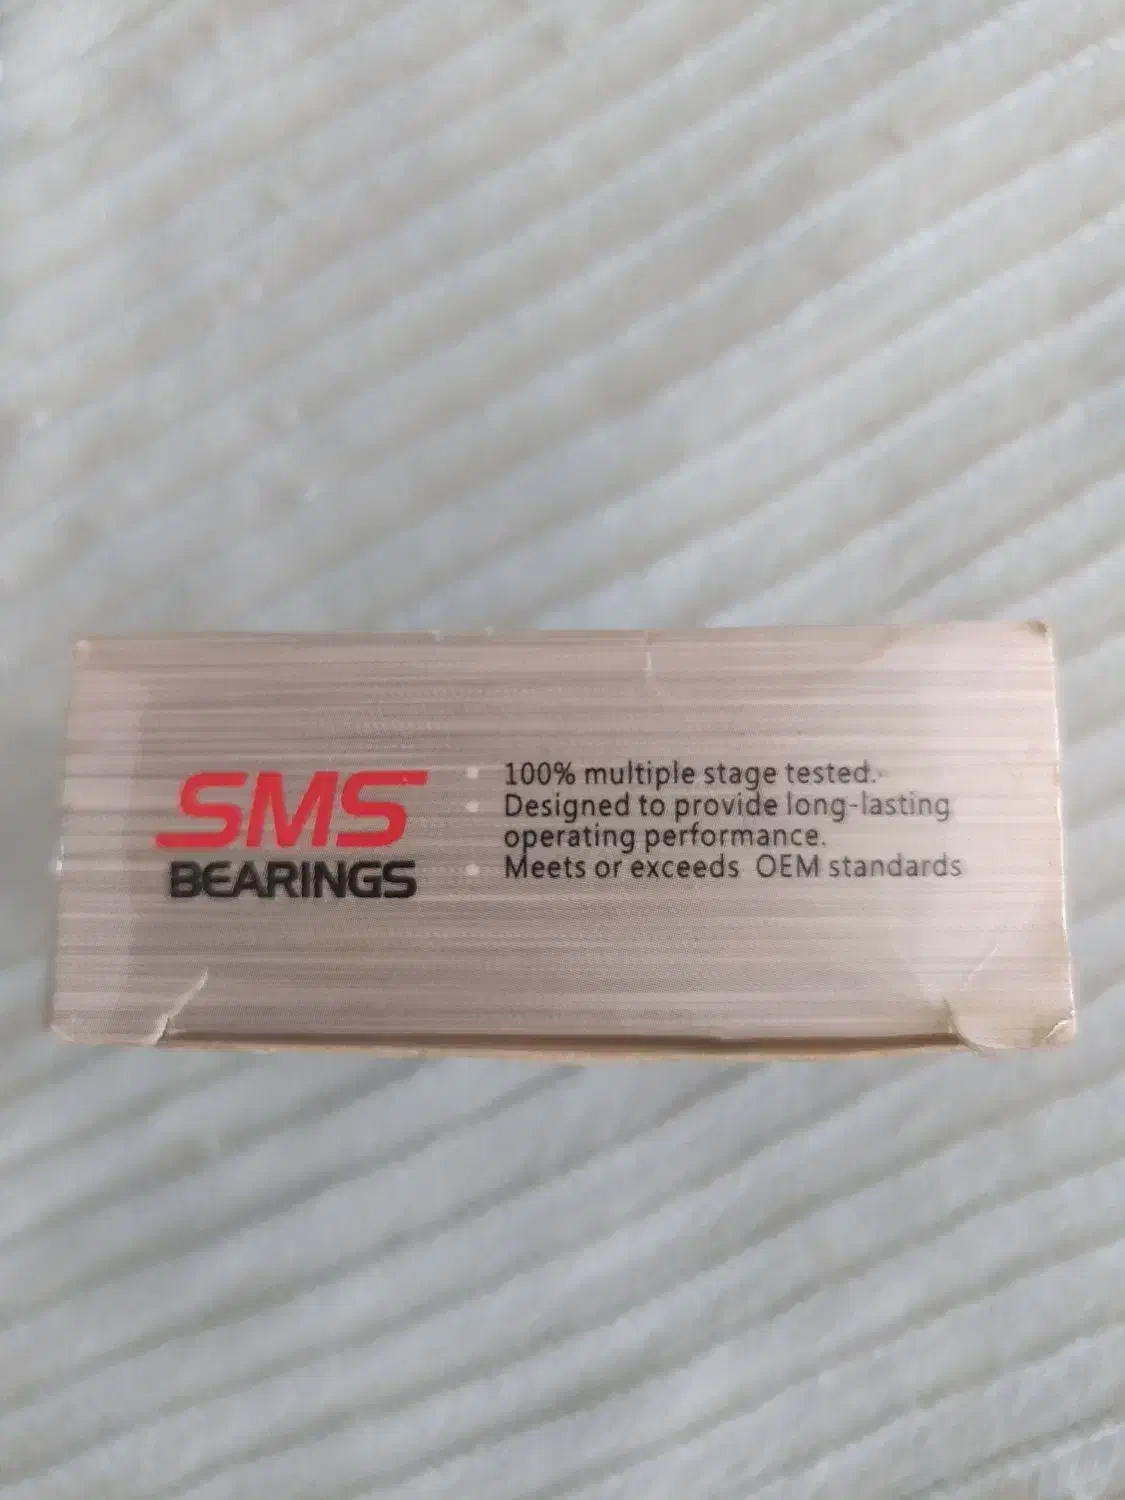 SMS
BEARINGS
100% multiple stage tested.
Designed to provide long-lasting
operating performance.
Meets or exceeds OEM standards